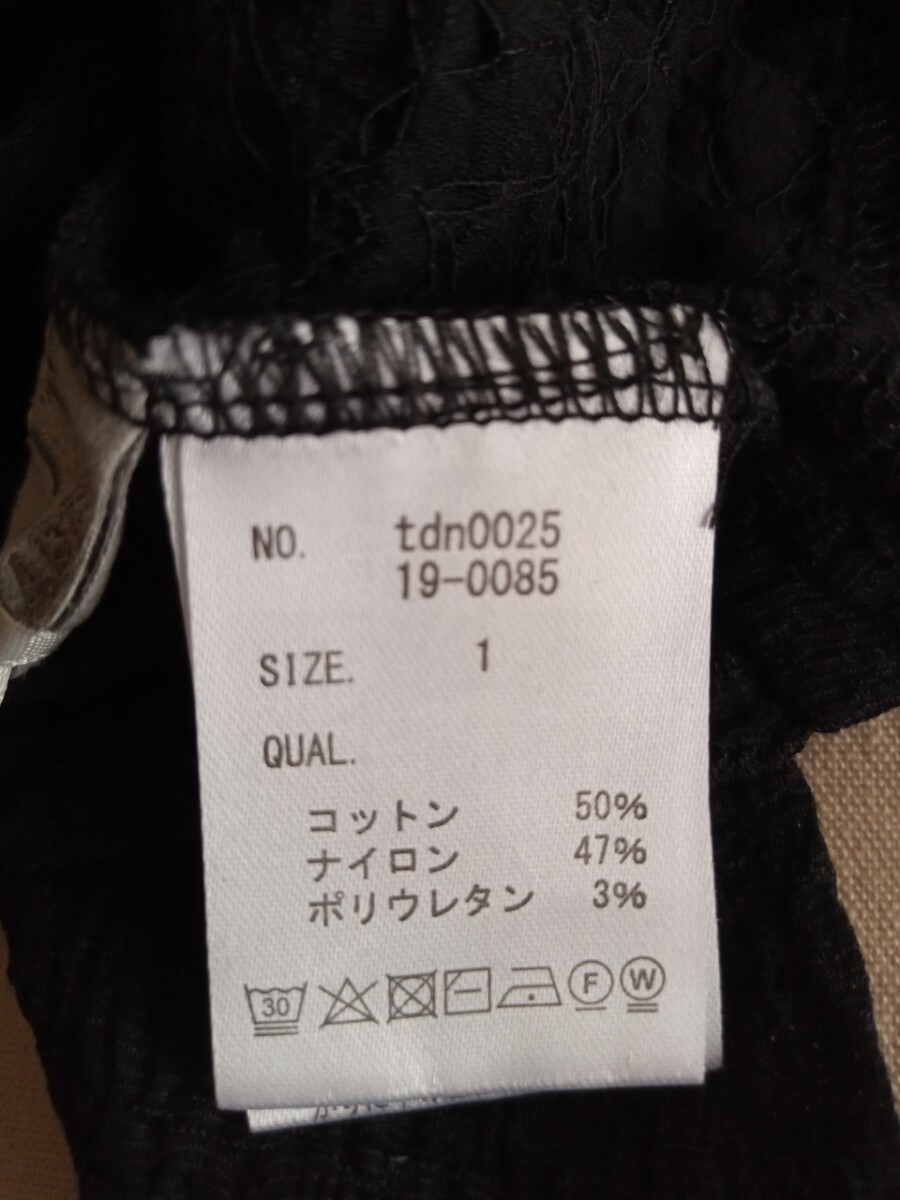 NO. tdn0025
19-0085
SIZE. 1
QUAL.
コットン 50%
ナイロン 47%
ポリウレタン 3%
30 F W